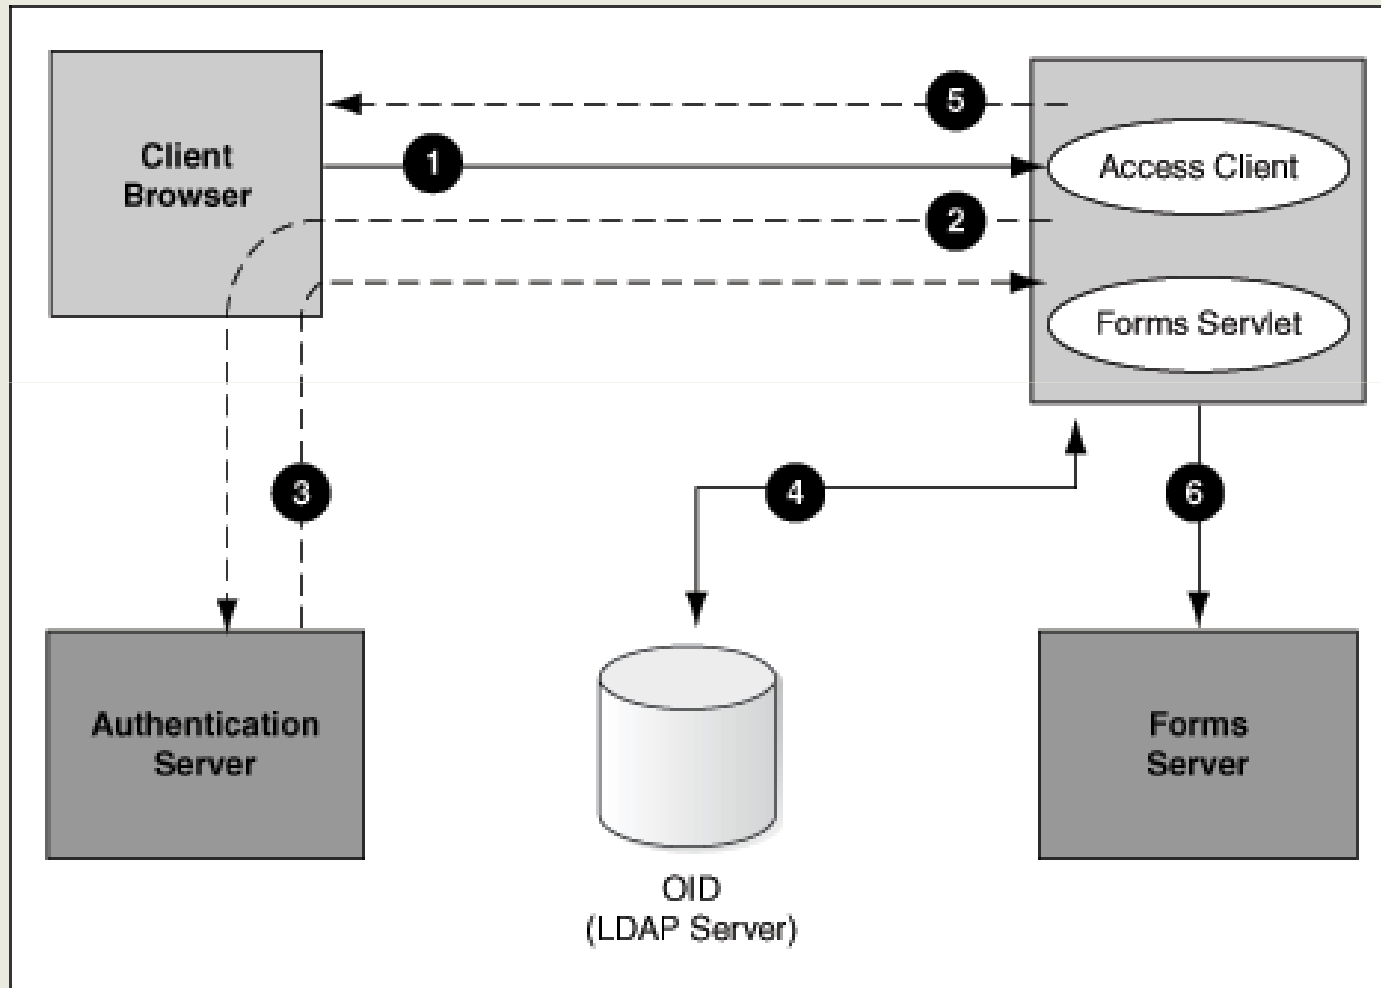 Client
Browser
5
1
Access Client
2
Forms Servlet
3
4
6
Authentication
Server
Forms
Server
OID
(LDAP Server)